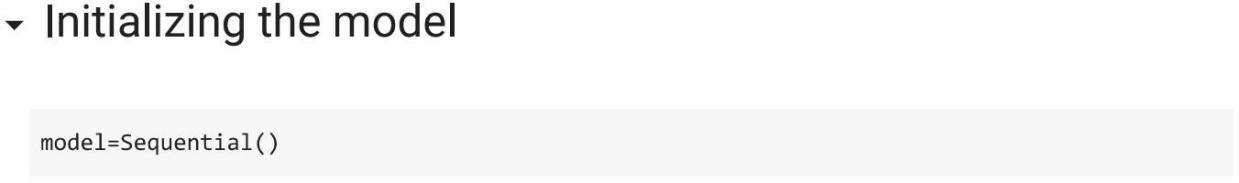 Initializing the model
model=Sequential()